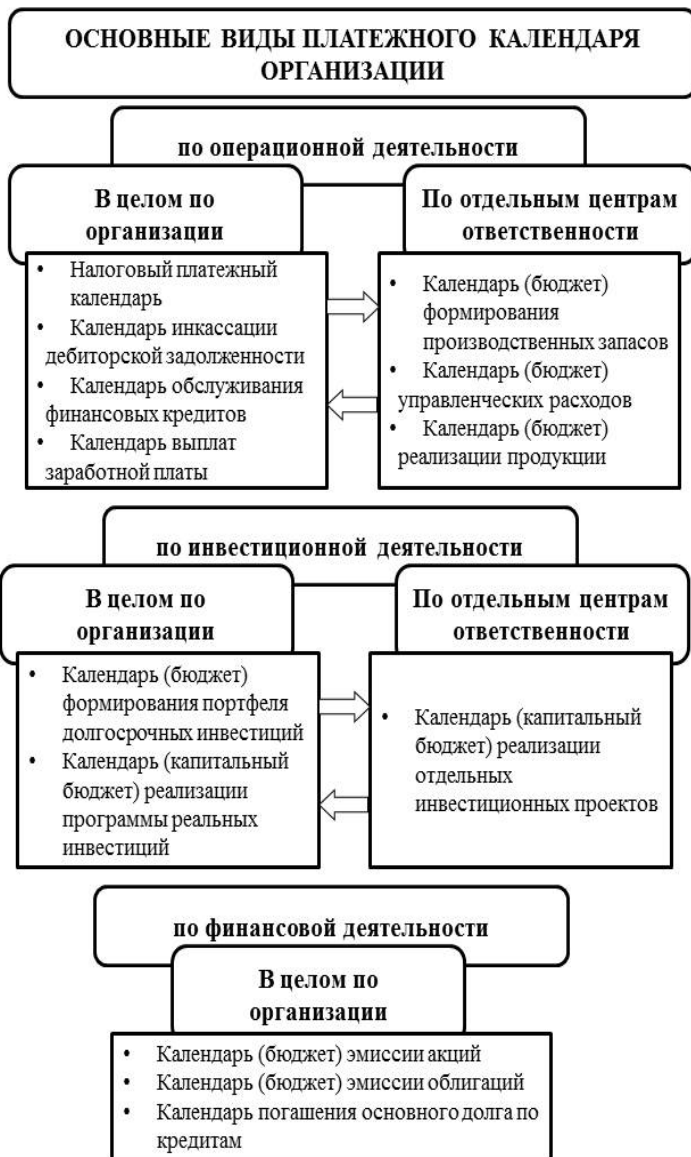 ОСНОВНЫЕ ВИДЫ ПЛАТЕЖНОГО КАЛЕНДАРЯ
ОРГАНИЗАЦИИ
по операционной деятельности
В целом по
организации
• Налоговый платежный
календарь
• Календарь инкассации
дебиторской задолженности
• Календарь обслуживания
финансовых кредитов
• Календарь выплат
заработной платы
По отдельным центрам
ответственности
• Календарь (бюджет)
формирования
производственных запасов
• Календарь (бюджет)
управленческих расходов
• Календарь (бюджет)
реализации продукции
по инвестиционной деятельности
В целом по
организации
• Календарь (бюджет)
формирования портфеля
долгосрочных инвестиций
• Календарь (капитальный
бюджет) реализации
программы реальных
инвестиций
По отдельным центрам
ответственности
• Календарь (капитальный
бюджет) реализации
отдельных
инвестиционных проектов
по финансовой деятельности
В целом по
организации
• Календарь (бюджет) эмиссии акций
• Календарь (бюджет) эмиссии облигаций
• Календарь погашения основного долга по
кредитам